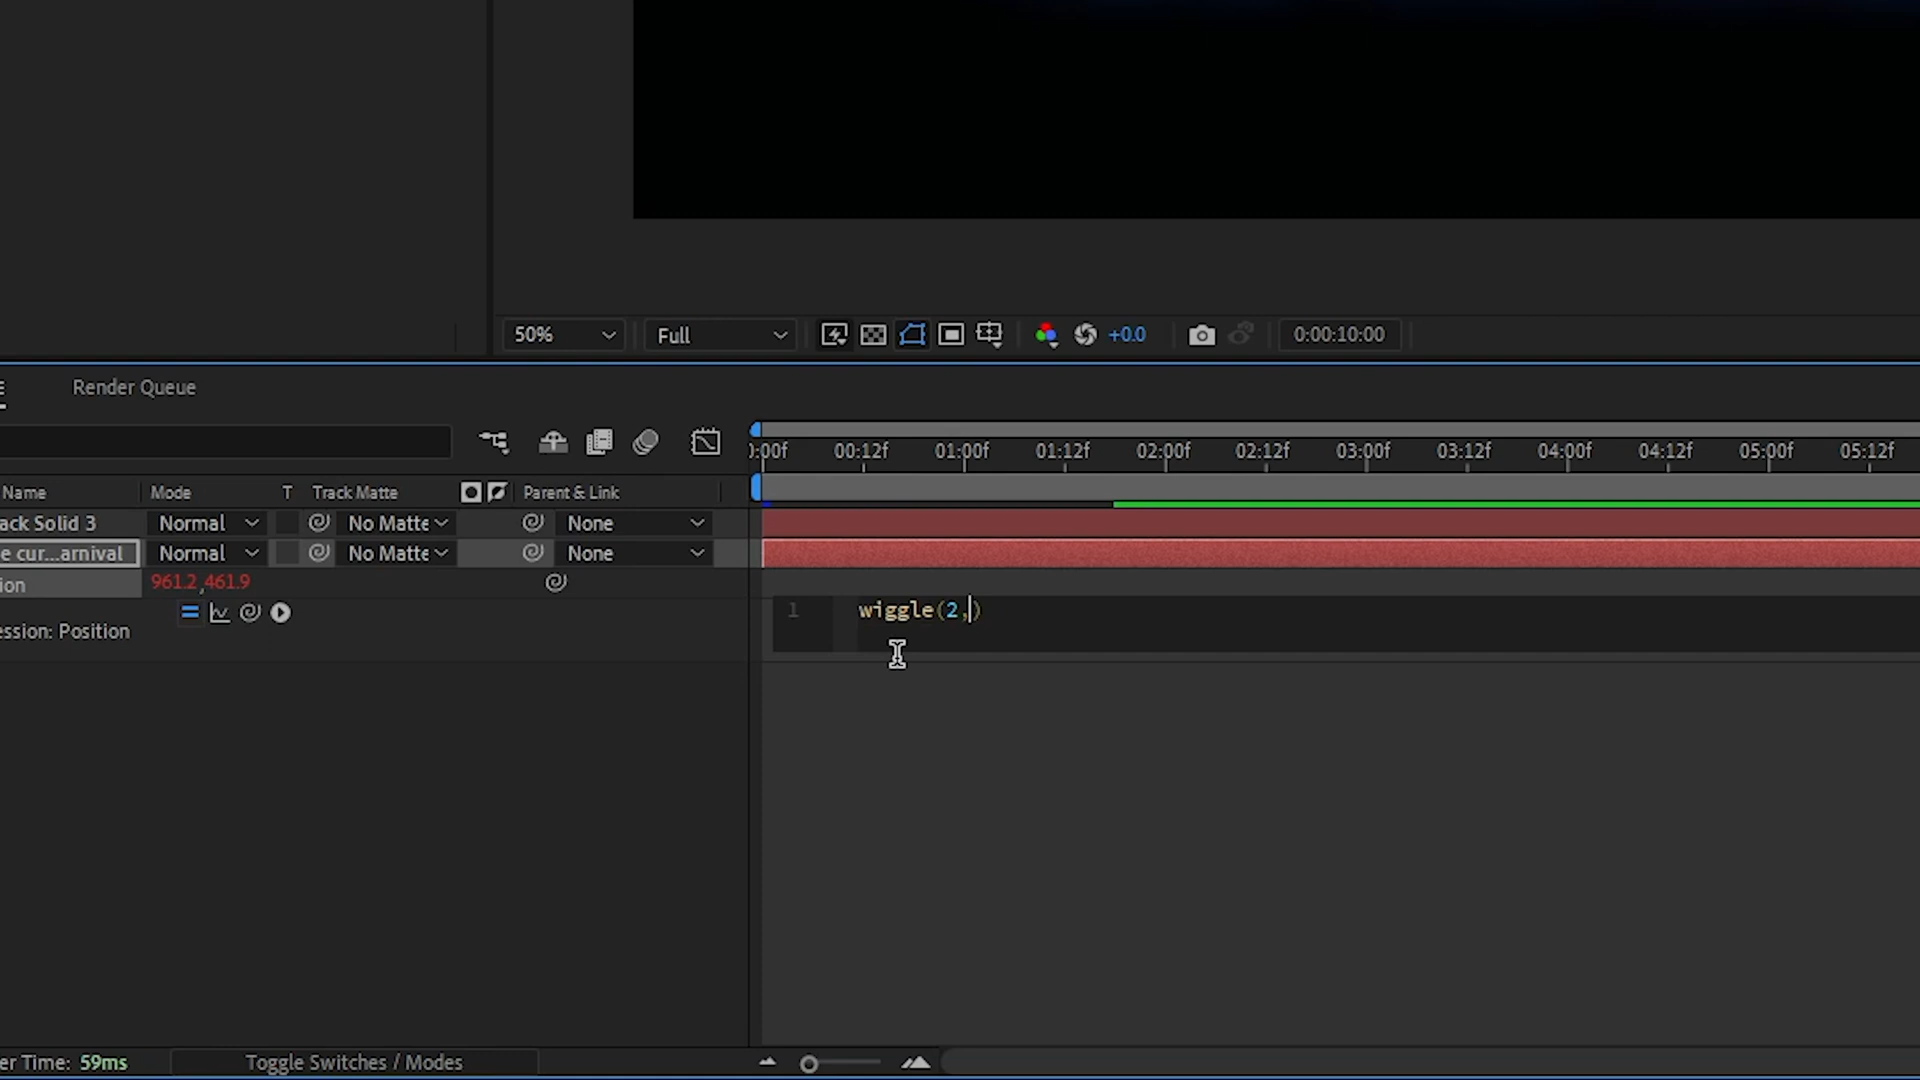 50% Full +0.0 0:00:10:00
Render Queue
0:00f 00:12f 01:00f 01:12f 02:00f 02:12f 03:00f 03:12f 04:00f 04:12f 05:00f 05:12f
Name Mode T Track Matte Parent & Link
ack Solid 3 Normal No Matte None
e cur...arnival Normal No Matte None
ion 961.2,461.9
1 wiggle(2,)
ession: Position
er Time: 59ms Toggle Switches / Modes